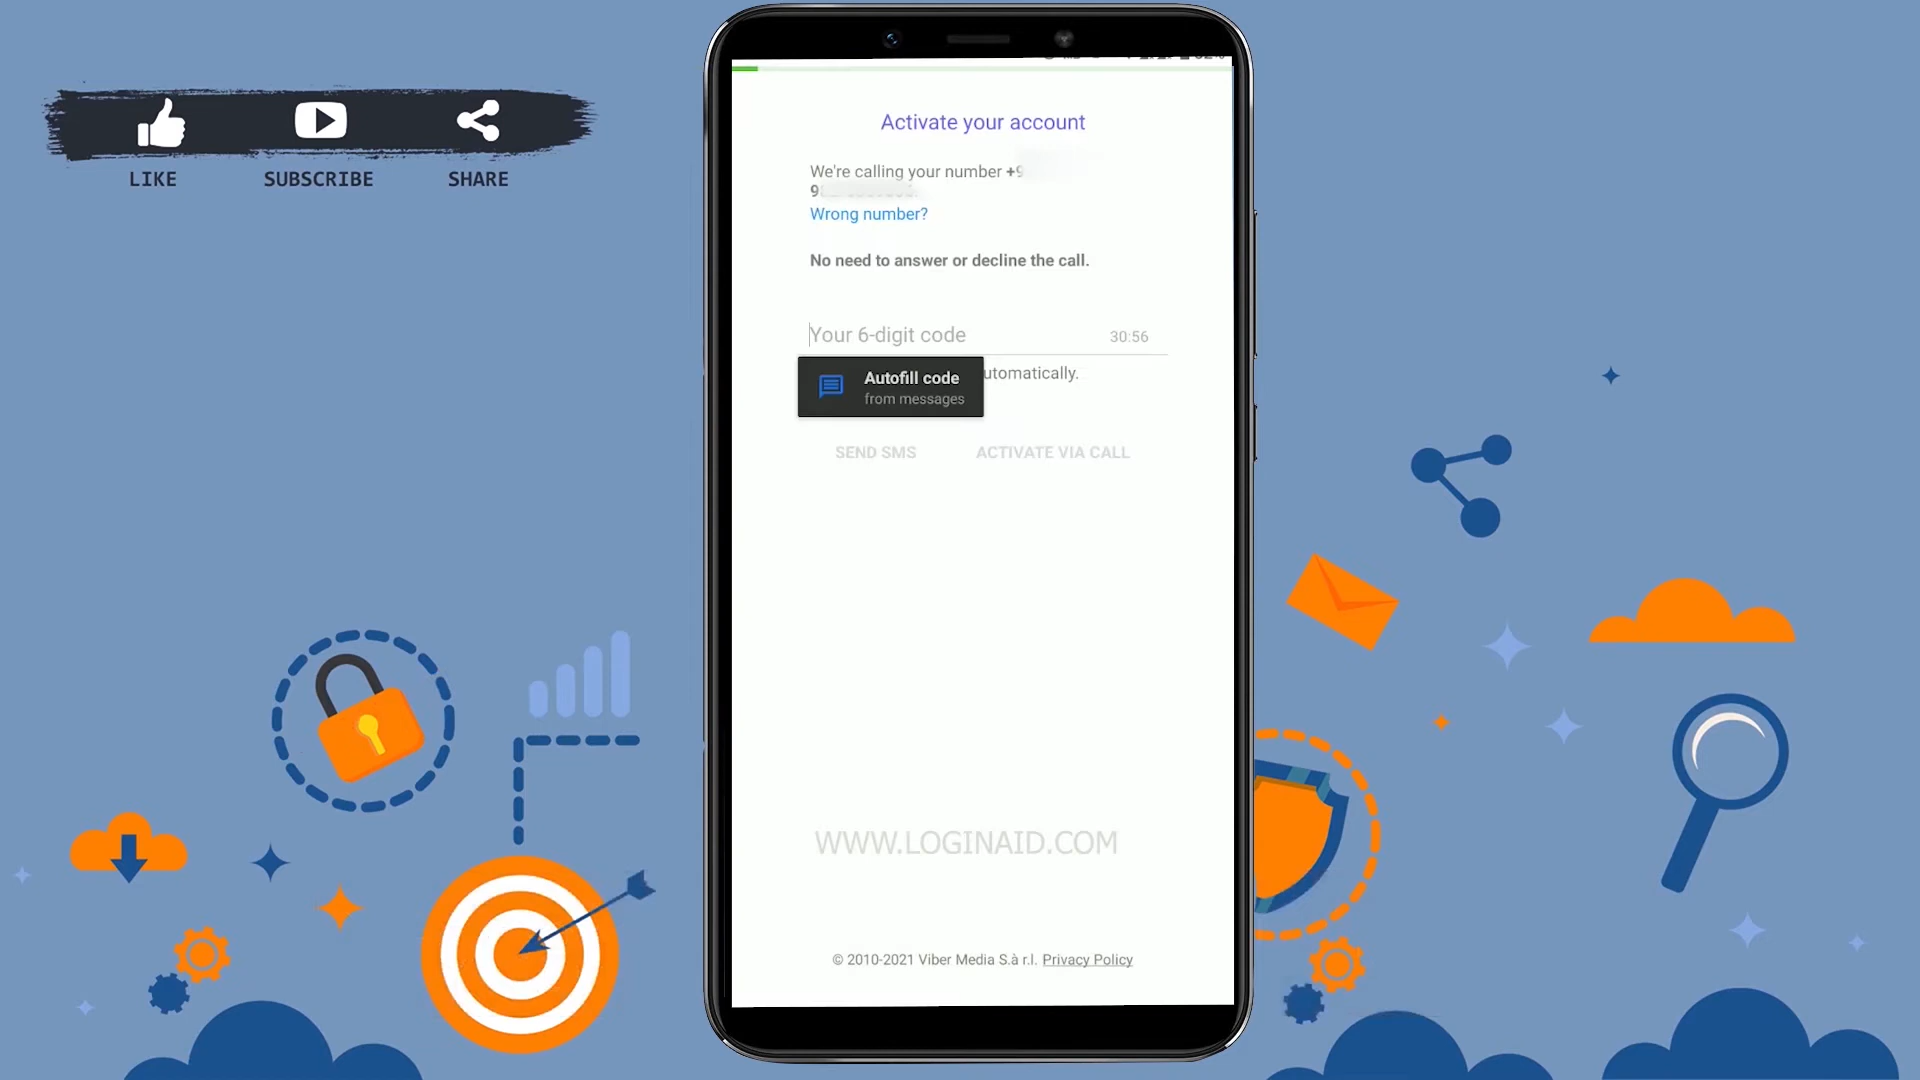 LIKE
SUBSCRIBE
SHARE
Activate your account
We're calling your number +9
9
Wrong number?
No need to answer or decline the call.
Your 6-digit code
30:56
Autofill code
from messages
utomatically.
SEND SMS
ACTIVATE VIA CALL
WWW.LOGINAID.COM
© 2010-2021 Viber Media S.à r.l. Privacy Policy